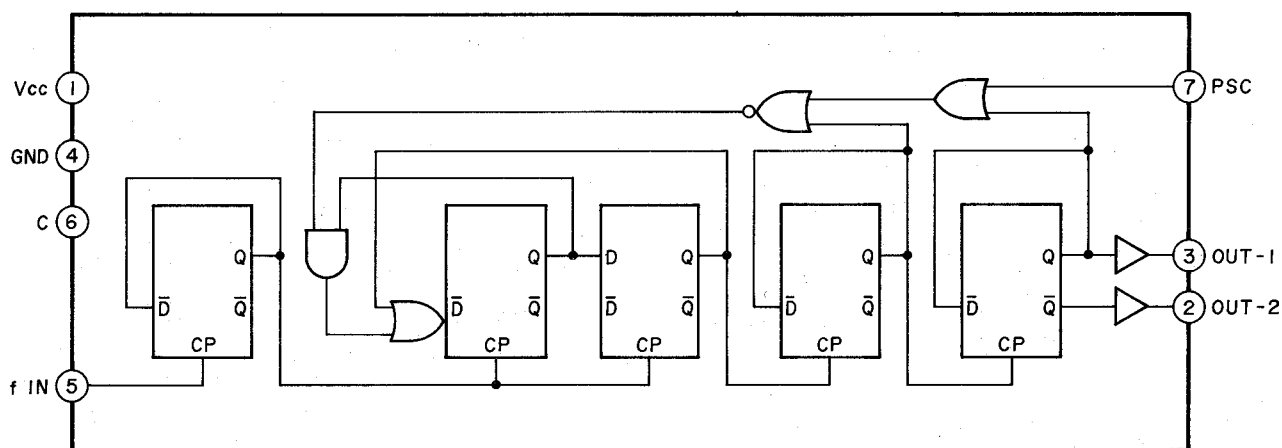 Vcc 1
7 PSC
GND 4
C 6
Q
D̅ Q̅
CP
Q
D̅ Q̅
CP
D Q
D̅ Q̅
CP
Q
D̅ Q̅
CP
Q
D̅ Q̅
CP
3 OUT-1
2 OUT-2
f IN 5